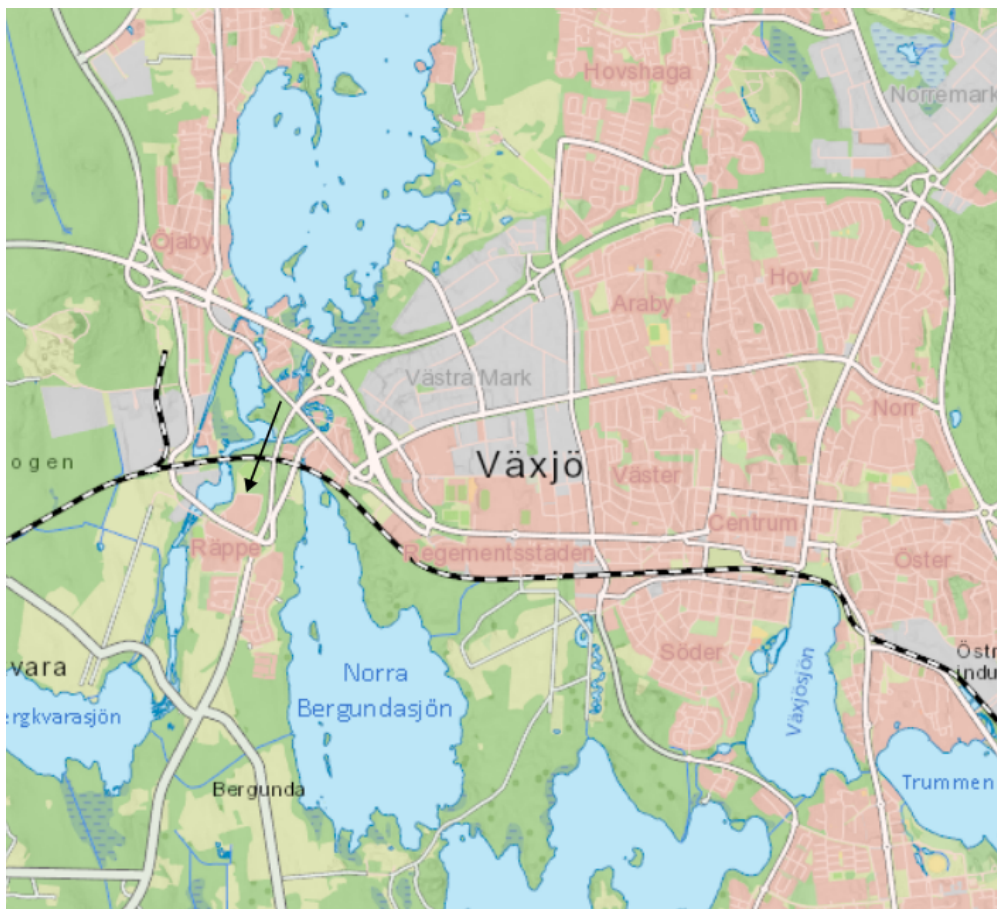 Hovshaga
Norremark
Öjaby
Hov
Araby
Västra Mark
Norr
ogen
Växjö
Väster
Centrum
Räppe
Regementsstaden
Öster
Söder
Östr
indu
vara
Norra
Bergundasjön
Växjösjön
ergkvarasjön
Trummen
Bergunda